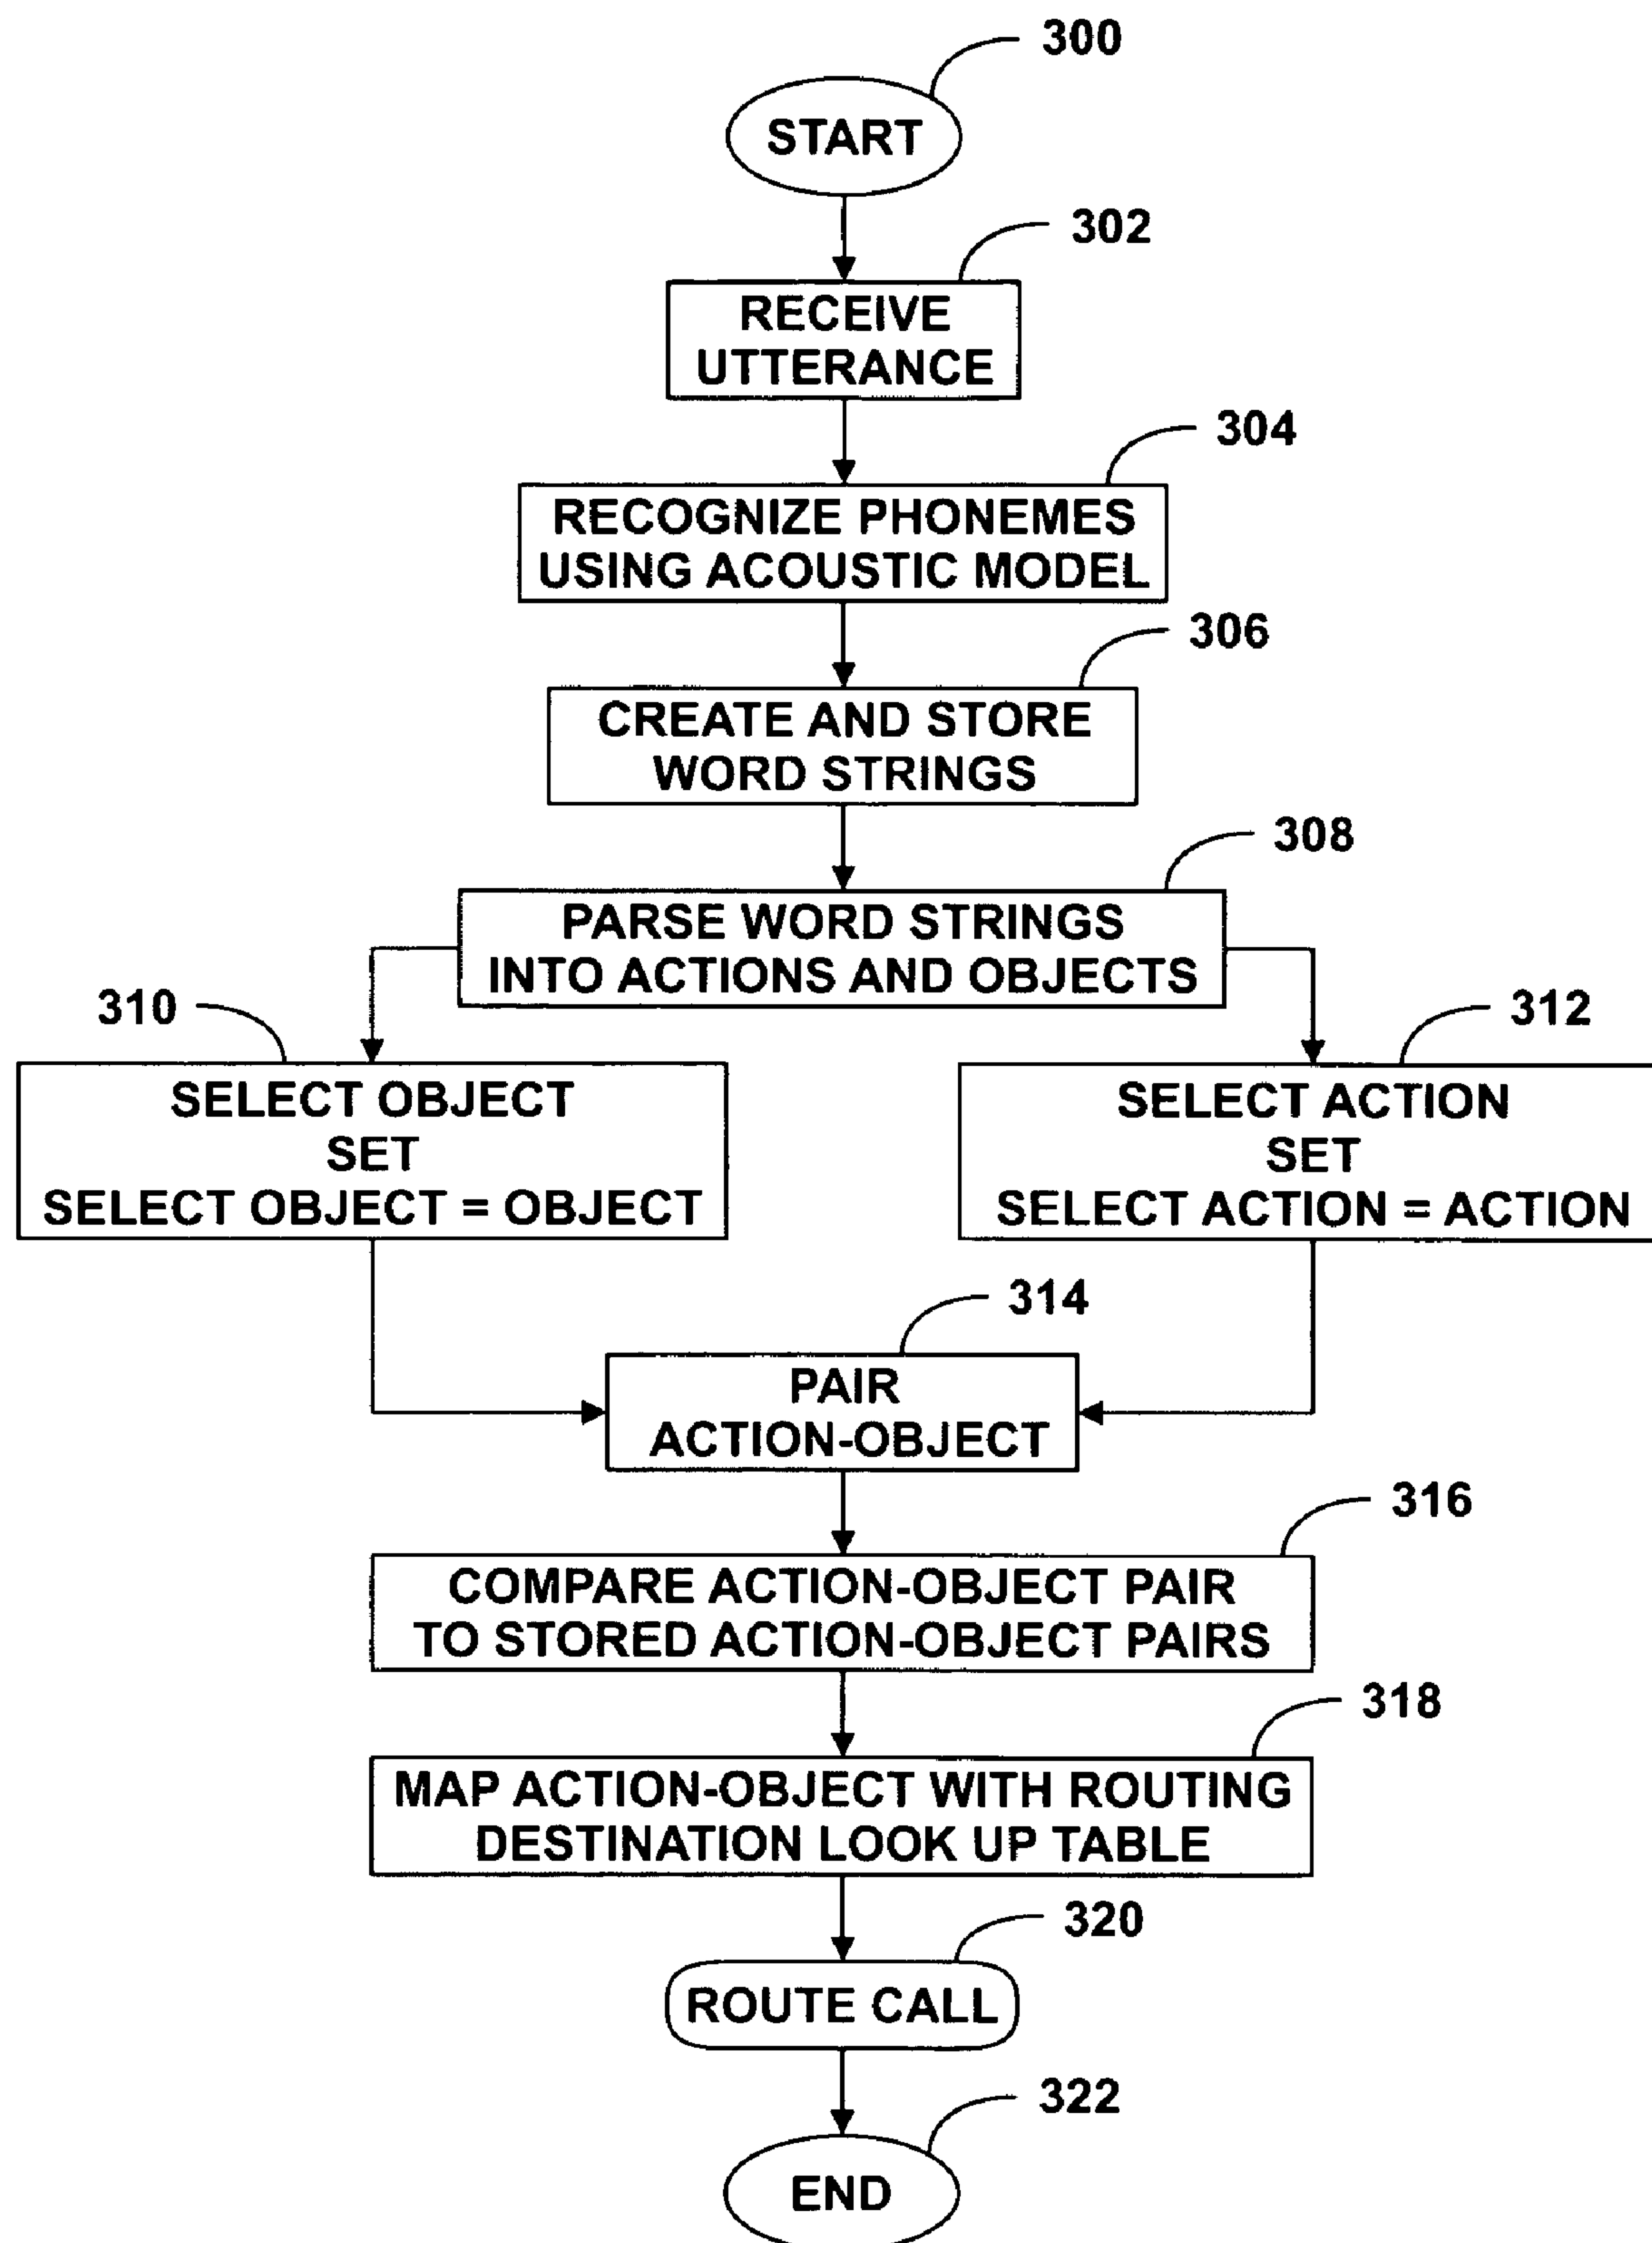 300
START
302
RECEIVE
UTTERANCE
304
RECOGNIZE PHONEMES
USING ACOUSTIC MODEL
306
CREATE AND STORE
WORD STRINGS
308
PARSE WORD STRINGS
INTO ACTIONS AND OBJECTS
310
SELECT OBJECT
SET
SELECT OBJECT = OBJECT
312
SELECT ACTION
SET
SELECT ACTION = ACTION
314
PAIR
ACTION-OBJECT
316
COMPARE ACTION-OBJECT PAIR
TO STORED ACTION-OBJECT PAIRS
318
MAP ACTION-OBJECT WITH ROUTING
DESTINATION LOOK UP TABLE
320
ROUTE CALL
322
END